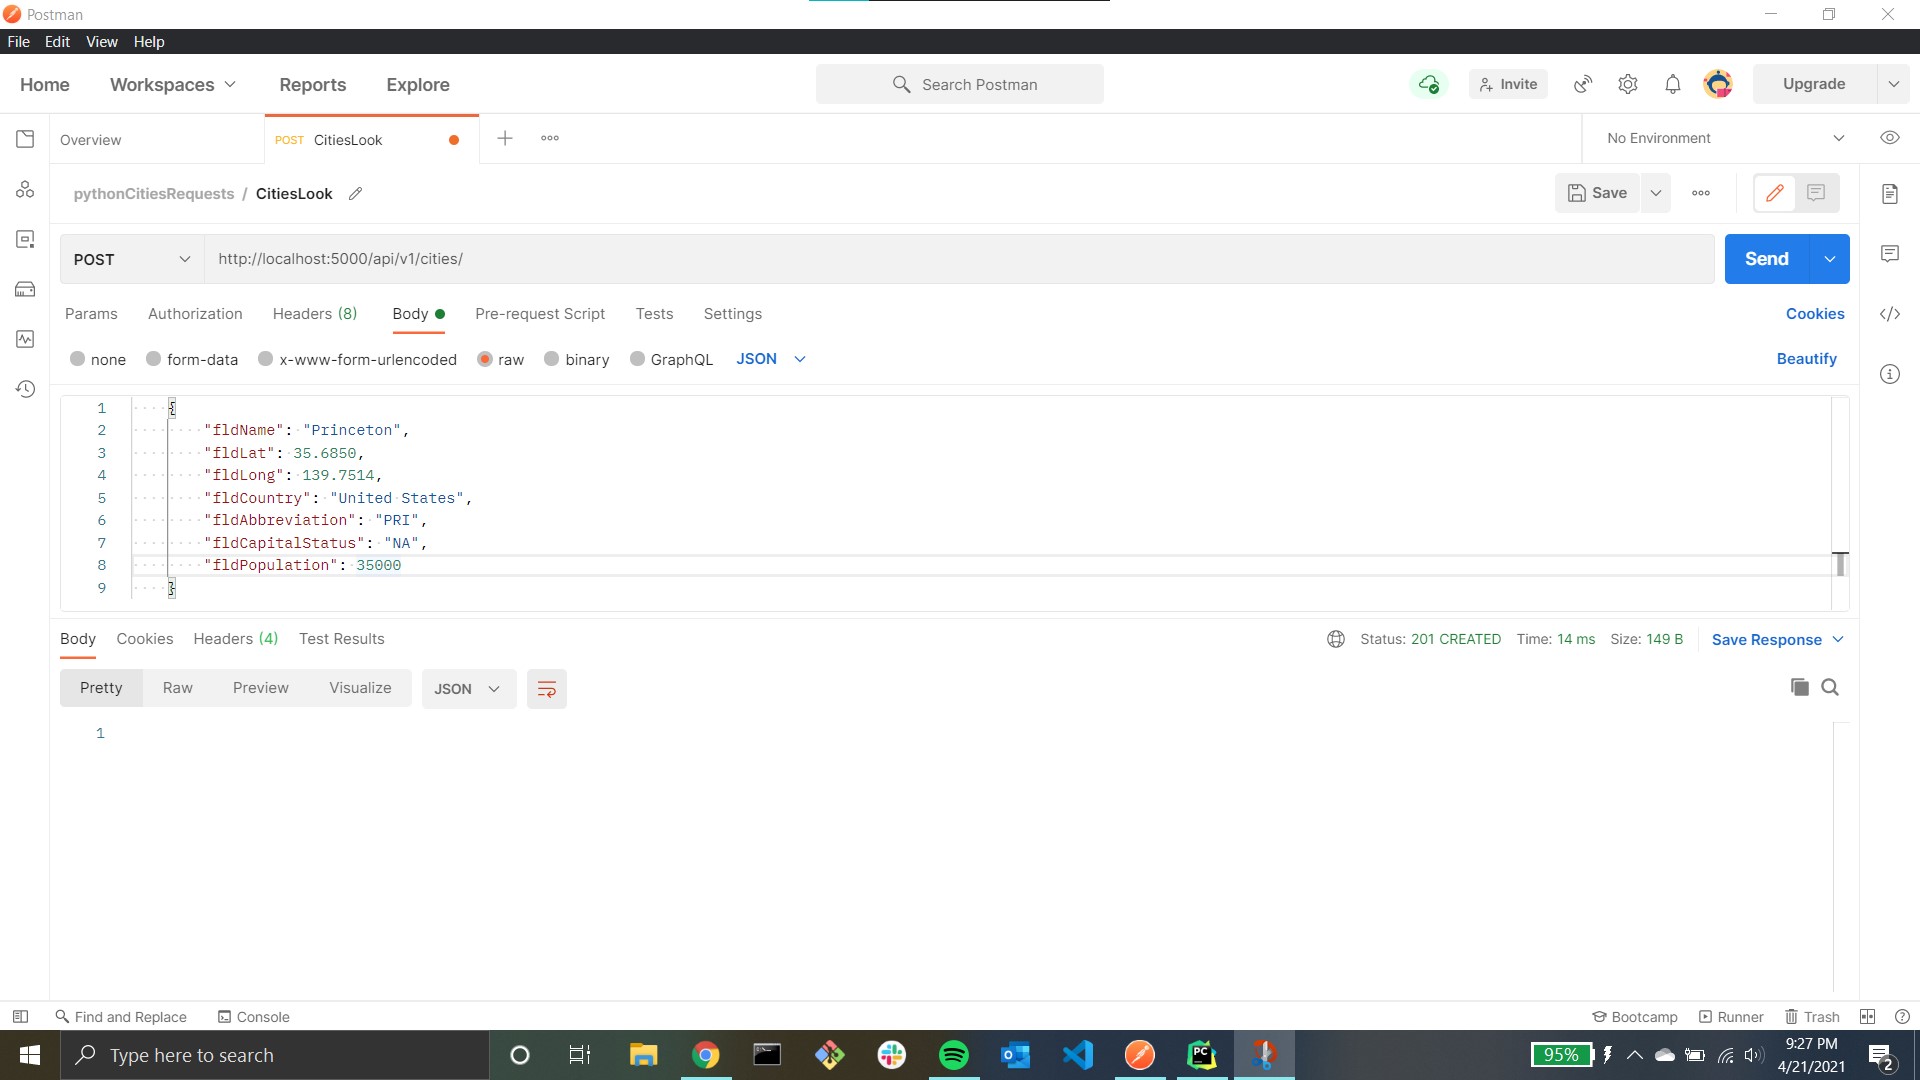 Postman
File Edit View Help
Home Workspaces Reports Explore Search Postman Invite Upgrade
Overview POST CitiesLook No Environment
pythonCitiesRequests / CitiesLook Save
POST http://localhost:5000/api/v1/cities/ Send
Params Authorization Headers (8) Body Pre-request Script Tests Settings Cookies
none form-data x-www-form-urlencoded raw binary GraphQL JSON Beautify
1 {
2 "fldName": "Princeton",
3 "fldLat": 35.6850,
4 "fldLong": 139.7514,
5 "fldCountry": "United States",
6 "fldAbbreviation": "PRI",
7 "fldCapitalStatus": "NA",
8 "fldPopulation": 35000
9 }
Body Cookies Headers (4) Test Results Status: 201 CREATED Time: 14 ms Size: 149 B Save Response
Pretty Raw Preview Visualize JSON
1
Find and Replace Console Bootcamp Runner Trash
Type here to search PC 95% 9:27 PM
4/21/2021 2